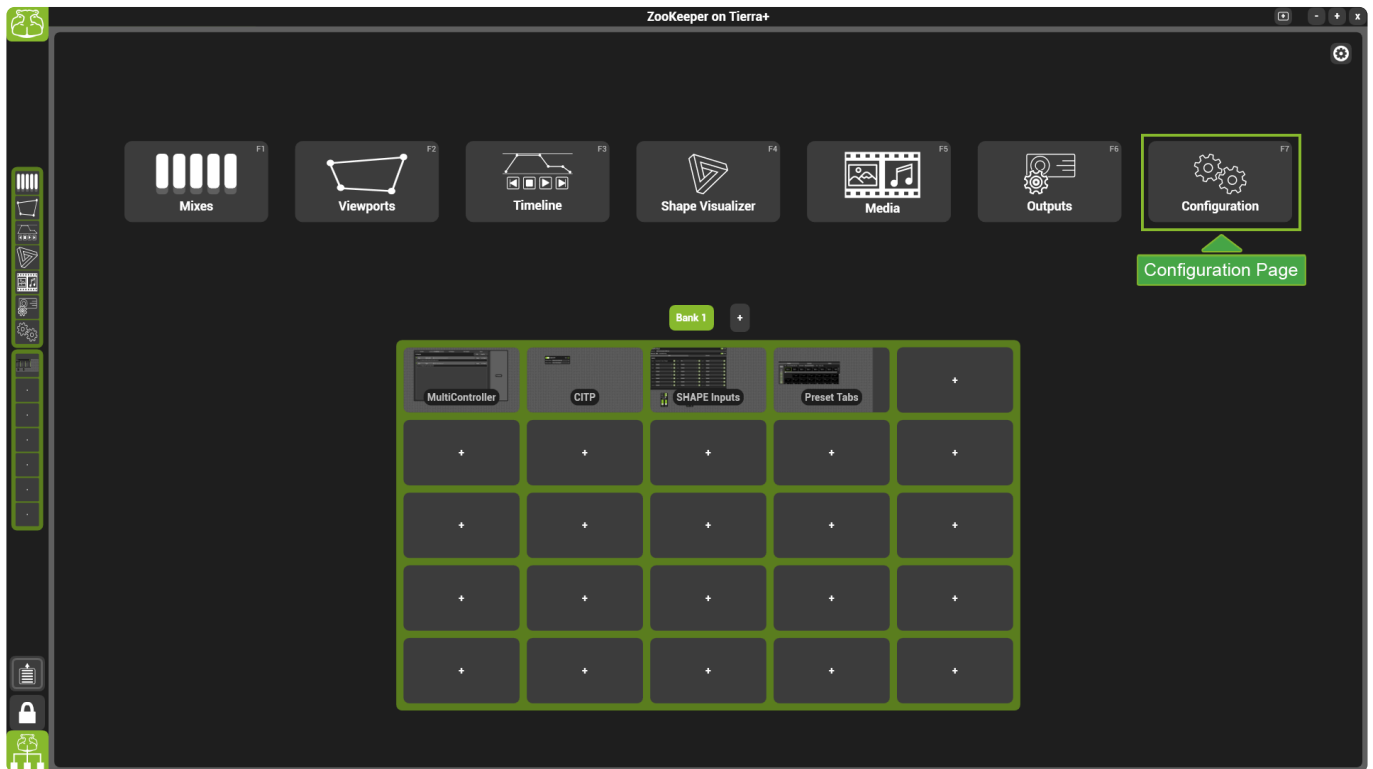 ZooKeeper on Tierra+
- + x
F1
Mixes
F2
Viewports
F3
Timeline
F4
Shape Visualizer
F5
Media
F6
Outputs
F7
Configuration
Configuration Page
Bank 1
+
MultiController
CITP
SHAPE Inputs
Preset Tabs
+
+ + + + +
+ + + + +
+ + + + +
+ + + + +